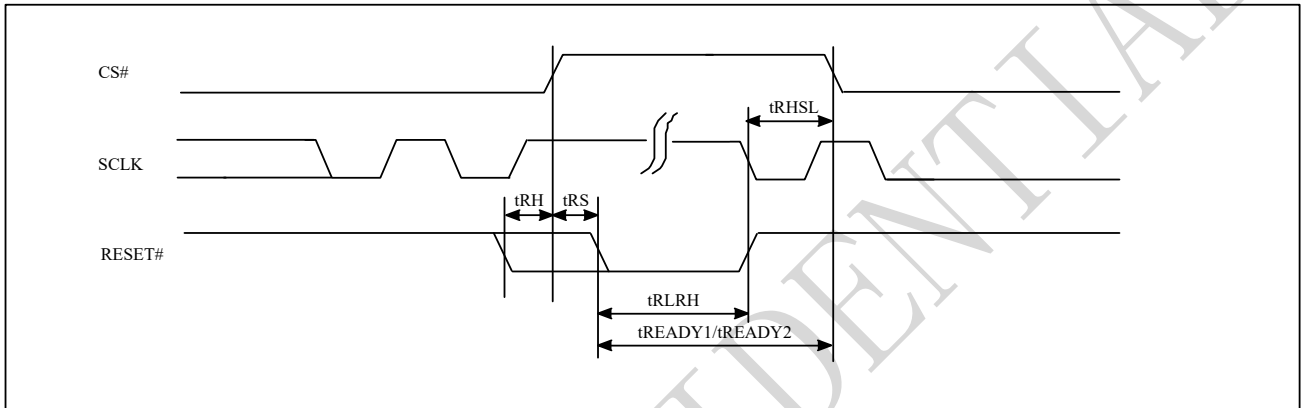 CS#
tRHSL
SCLK
tRH
tRS
RESET#
tRLRH
tREADY1/tREADY2